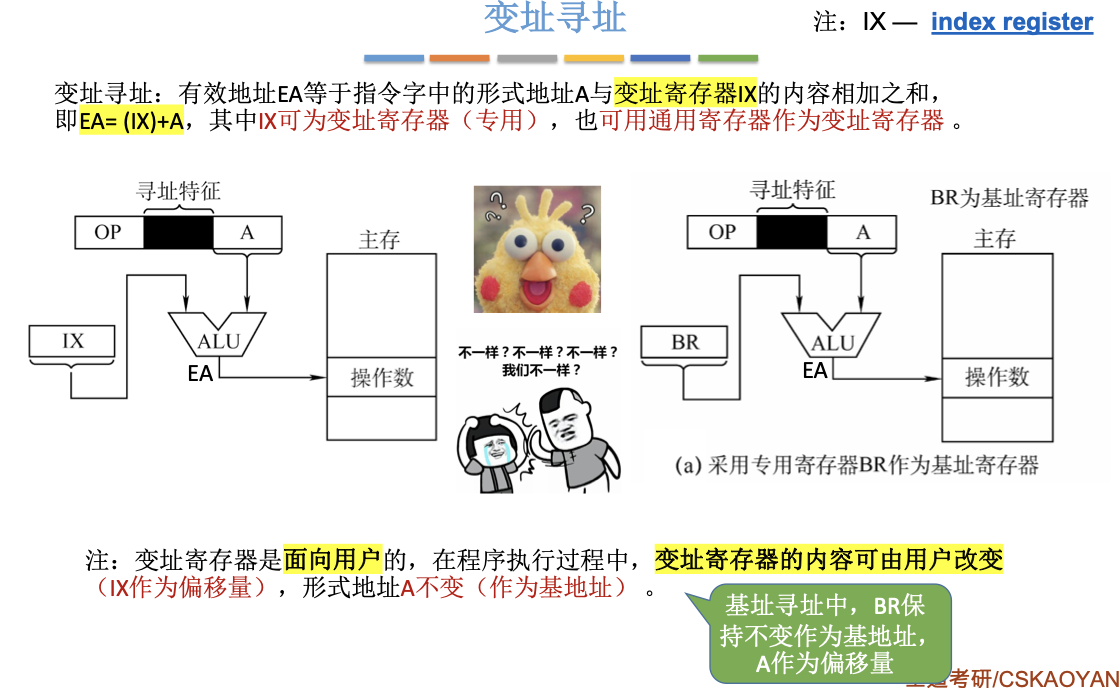 变址寻址
注：IX — index register
变址寻址：有效地址EA等于指令字中的形式地址A与变址寄存器IX的内容相加之和，
即EA= (IX)+A，其中IX可为变址寄存器（专用），也可用通用寄存器作为变址寄存器 。
寻址特征
OP
A
主存
IX
ALU
EA
操作数
? ? ?
不一样？不一样？不一样？
我们不一样？
寻址特征
BR为基址寄存器
OP
A
主存
BR
ALU
EA
操作数
(a) 采用专用寄存器BR作为基址寄存器
注：变址寄存器是面向用户的，在程序执行过程中，变址寄存器的内容可由用户改变
（IX作为偏移量），形式地址A不变（作为基地址） 。
基址寻址中，BR保
持不变作为基地址，
A作为偏移量
王道考研/CSKAOYAN